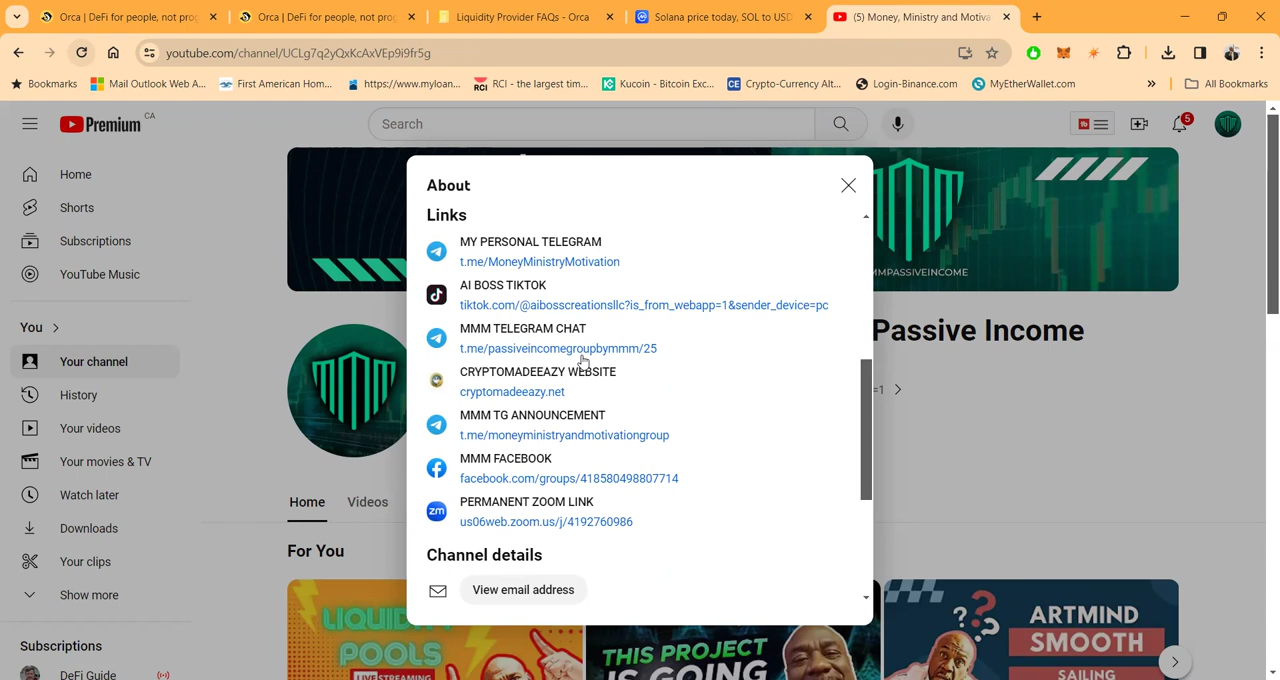 Orca | DeFi for people, not prog
Orca | DeFi for people, not prog
Liquidity Provider FAQs - Orca
Solana price today, SOL to USD
(5) Money, Ministry and Motiva
youtube.com/channel/UCLg7q2yQxKcAxVEp9i9fr5g
Bookmarks
Mail Outlook Web A...
First American Hom...
https://www.myloan...
RCI - the largest tim...
Kucoin - Bitcoin Exc...
Crypto-Currency Alt...
Login-Binance.com
MyEtherWallet.com
»
All Bookmarks
Premium CA
Search
5
Home
Shorts
Subscriptions
YouTube Music
You
Your channel
History
Your videos
Your movies & TV
Watch later
Downloads
Your clips
Show more
Subscriptions
DeFi Guide
MMPASSIVEINCOME
Passive Income
=1
Home
Videos
For You
About
Links
MY PERSONAL TELEGRAM
t.me/MoneyMinistryMotivation
AI BOSS TIKTOK
tiktok.com/@aibosscreationsllc?is_from_webapp=1&sender_device=pc
MMM TELEGRAM CHAT
t.me/passiveincomegroupbymmm/25
CRYPTOMADEEAZY WEBSITE
cryptomadeeazy.net
MMM TG ANNOUNCEMENT
t.me/moneyministryandmotivationgroup
MMM FACEBOOK
facebook.com/groups/418580498807714
PERMANENT ZOOM LINK
us06web.zoom.us/j/4192760986
Channel details
View email address
LIQUIDITY
POOLS
LIVE STREAMING
THIS PROJECT
IS GOING
ARTMIND
SMOOTH
SAILING